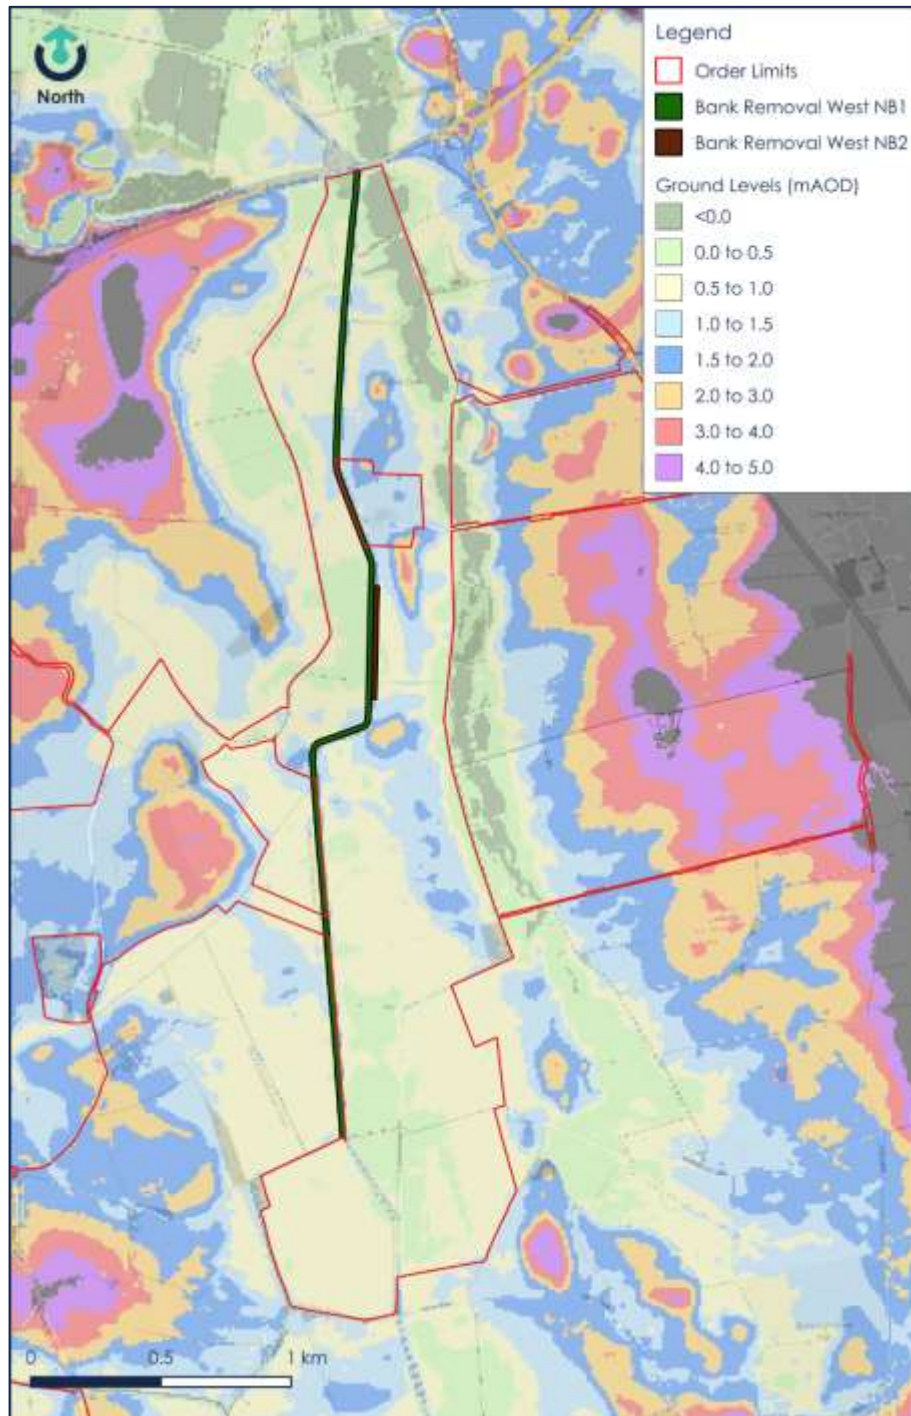 North
Legend
Order Limits
Bank Removal West NB1
Bank Removal West NB2
Ground Levels (mAOD)
<0.0
0.0 to 0.5
0.5 to 1.0
1.0 to 1.5
1.5 to 2.0
2.0 to 3.0
3.0 to 4.0
4.0 to 5.0
0 0.5 1 km